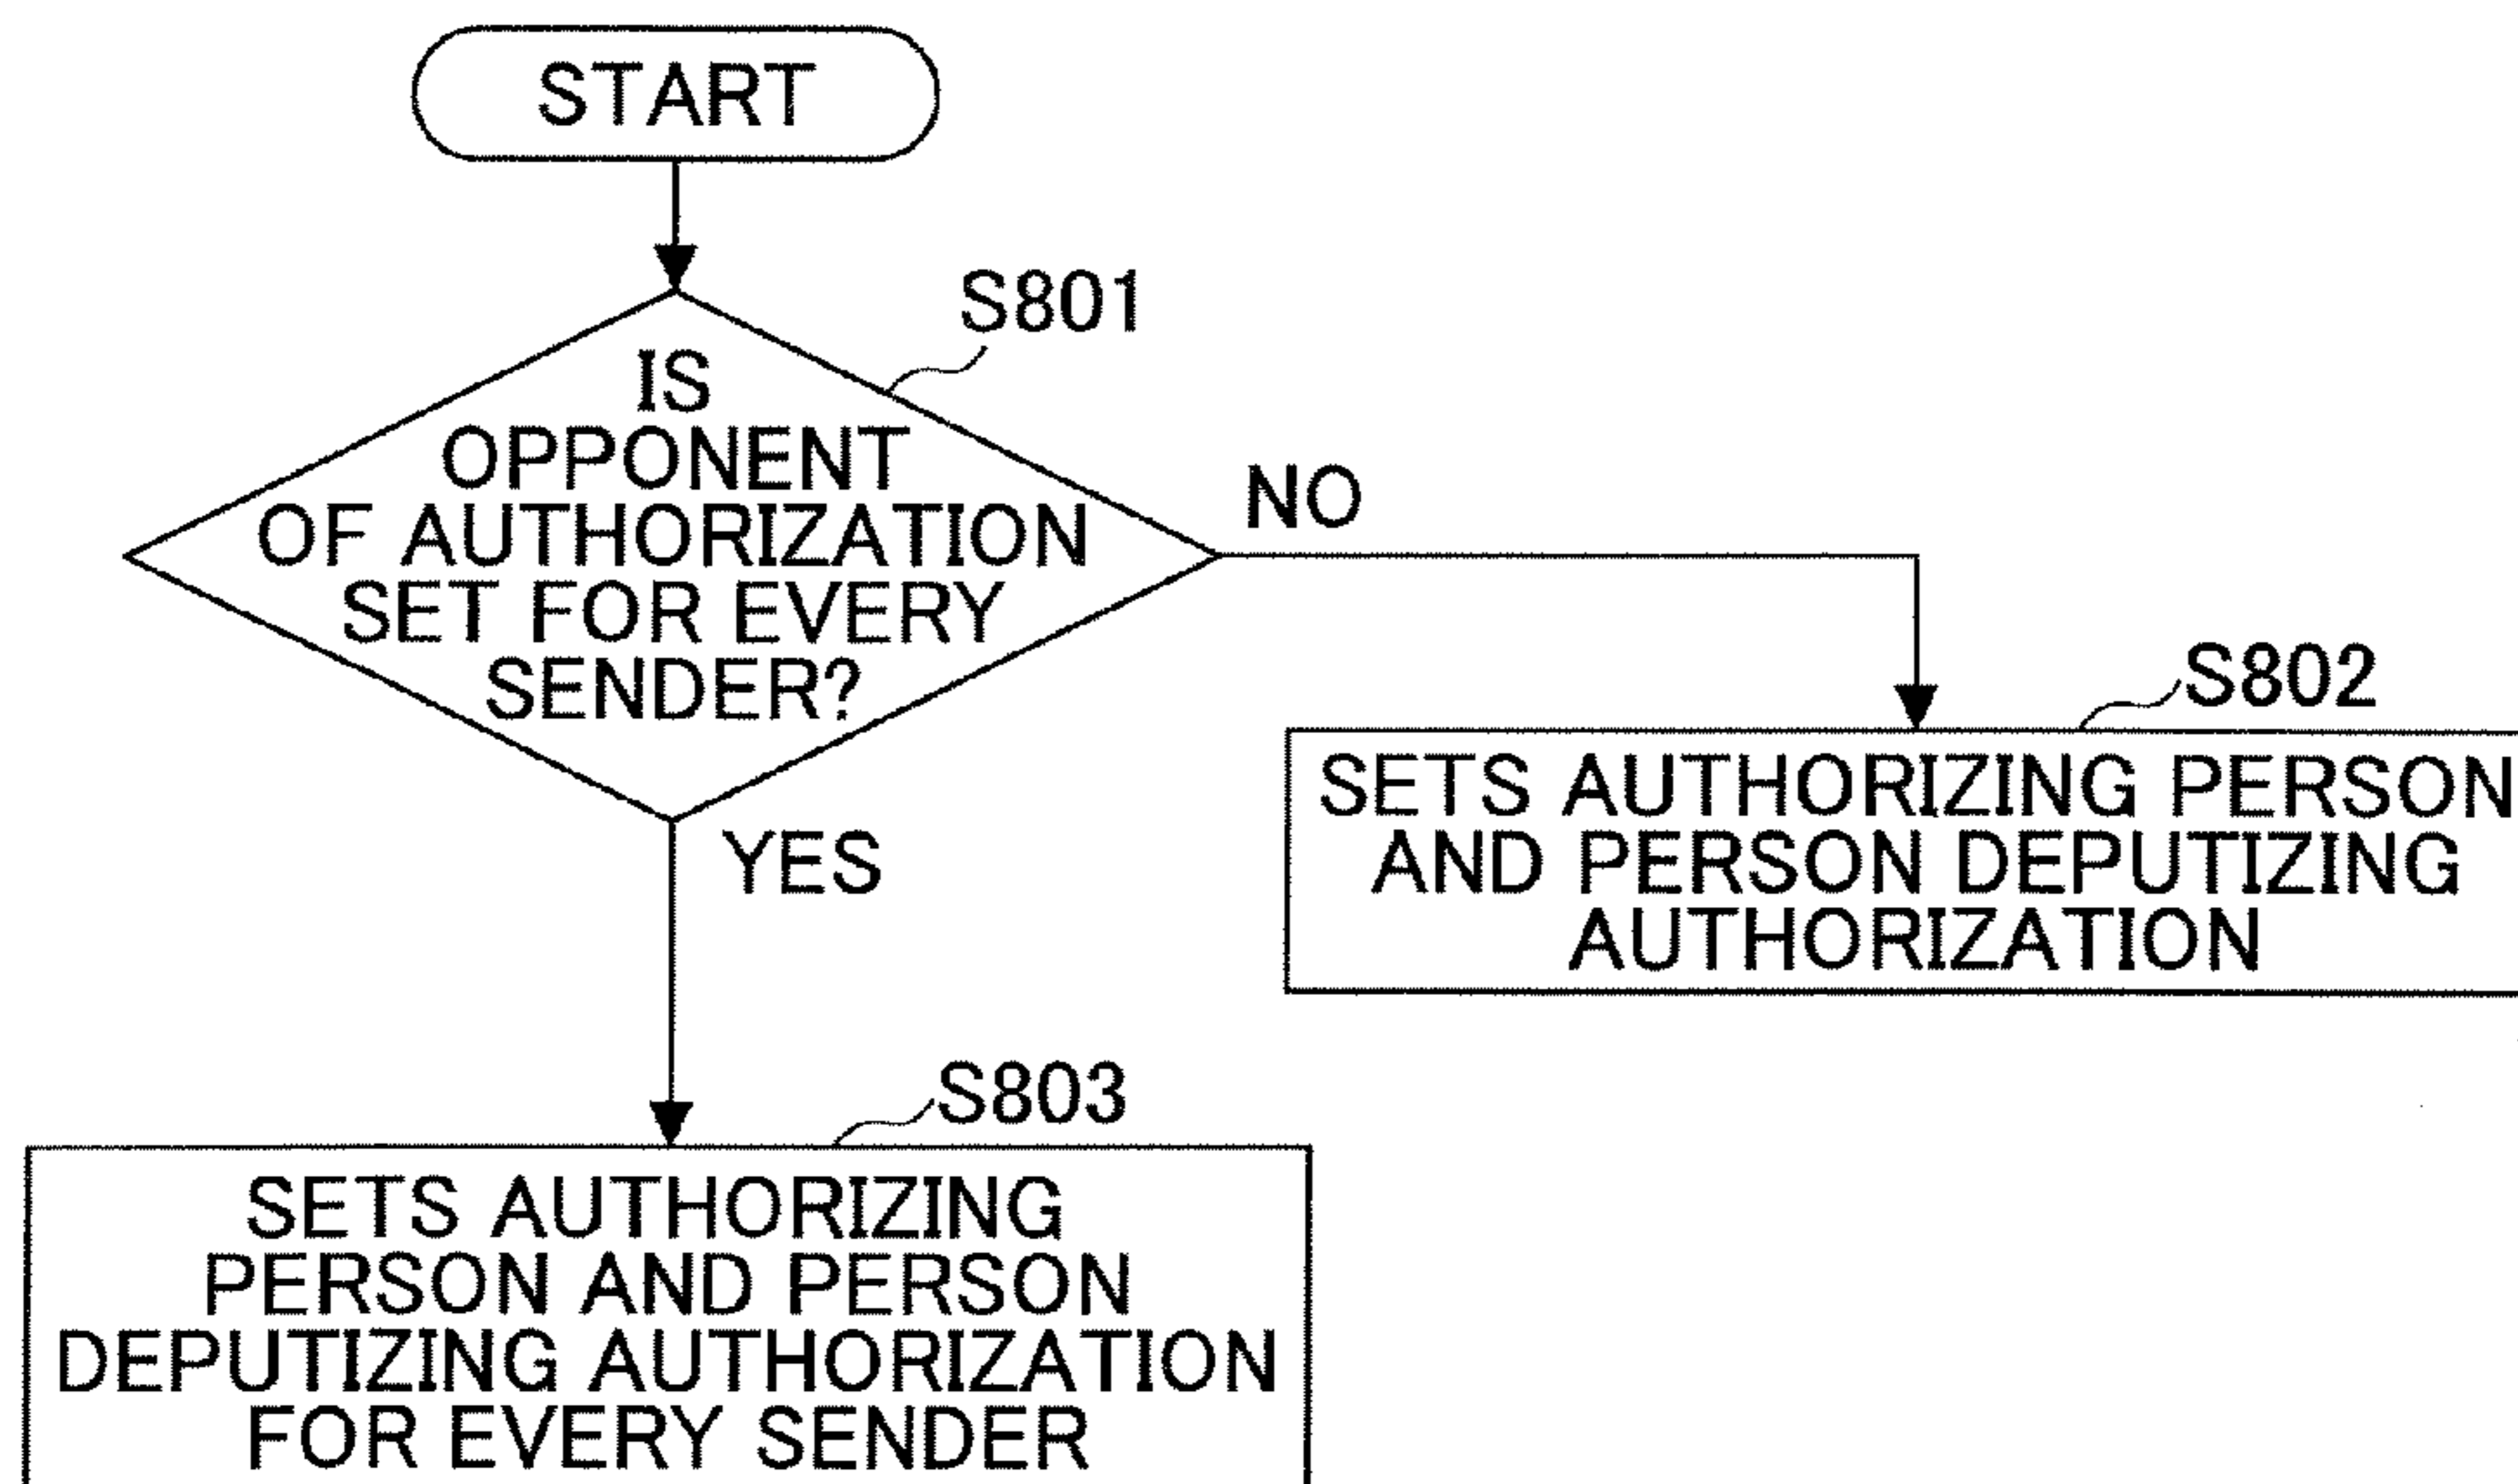 START
S801
IS
OPPONENT
OF AUTHORIZATION
SET FOR EVERY
SENDER?
NO
YES
S802
SETS AUTHORIZING PERSON
AND PERSON DEPUTIZING
AUTHORIZATION
S803
SETS AUTHORIZING
PERSON AND PERSON
DEPUTIZING AUTHORIZATION
FOR EVERY SENDER